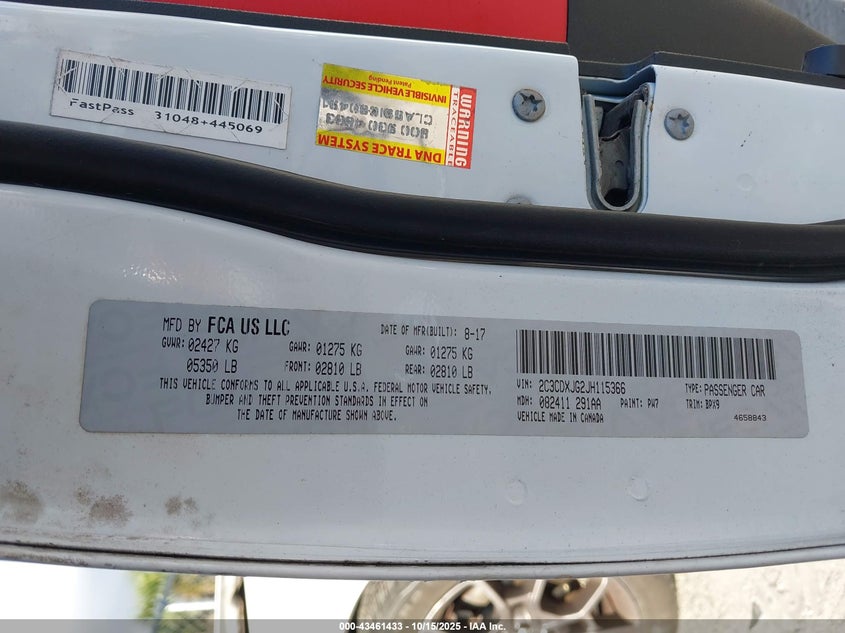 FastPass 31048+445069
WARNING
TRACEABLE
DNA TRACE SYSTEM
INVISIBLE VEHICLE SECURITY
Patent Pending
MFD BY FCA US LLC
DATE OF MFR(BUILT): 8-17
GVWR: 02427 KG GAWR: 01275 KG GAWR: 01275 KG
05350 LB FRONT: 02810 LB REAR: 02810 LB
THIS VEHICLE CONFORMS TO ALL APPLICABLE U.S.A. FEDERAL MOTOR VEHICLE SAFETY,
BUMPER AND THEFT PREVENTION STANDARDS IN EFFECT ON
THE DATE OF MANUFACTURE SHOWN ABOVE.
VIN: 2C3CDXJG2JH115366 TYPE: PASSENGER CAR
MDH: 082411 291AA PAINT: PW7 TRIM: BPX9
VEHICLE MADE IN CANADA 4658843
000-43461433 - 10/15/2025 - IAA Inc.